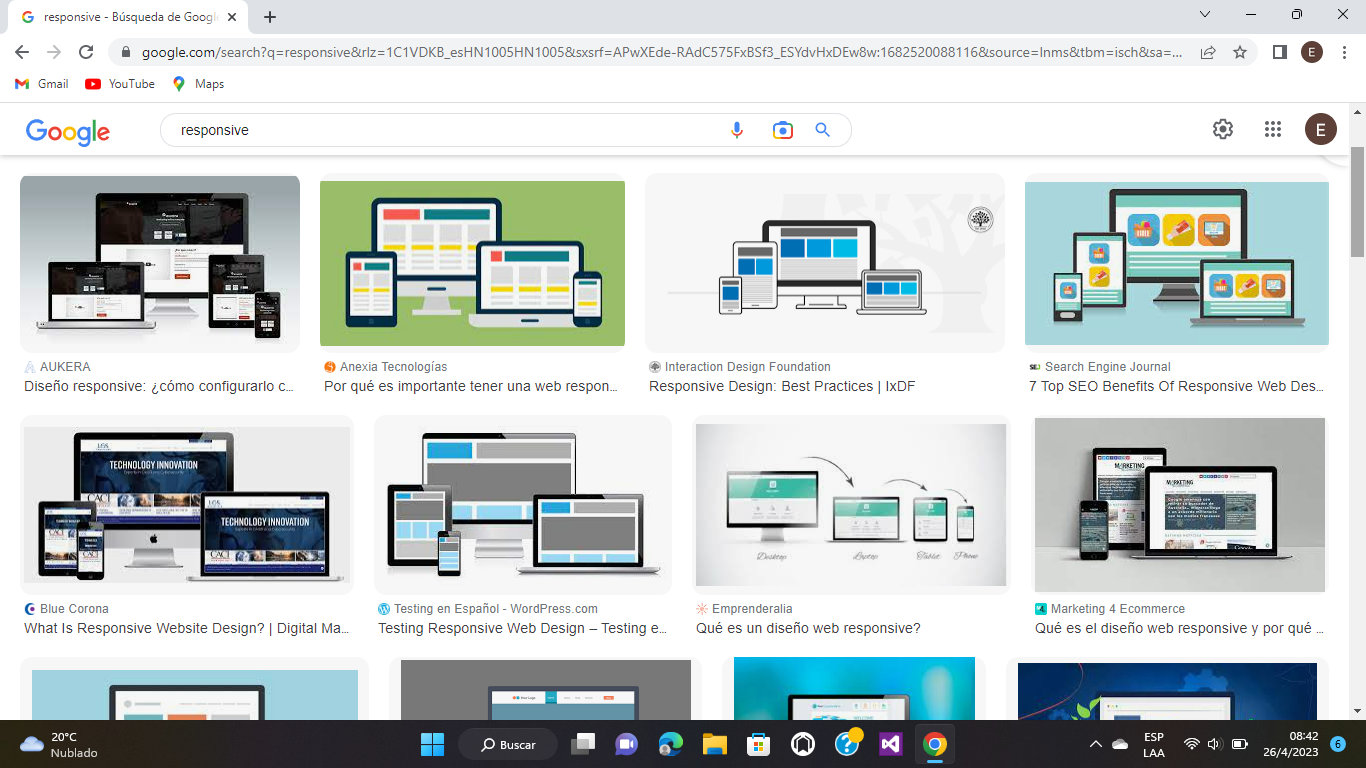 responsive - Búsqueda de Googl
google.com/search?q=responsive&rlz=1C1VDKB_esHN1005HN1005&sxsrf=APwXEde-RAdC575FxBSf3_ESYdvHxDEw8w:1682520088116&source=lnms&tbm=isch&sa=...
E
Gmail
YouTube
Maps
Google
responsive
E
AUKERA
Diseño responsive: ¿cómo configurarlo c...
Anexia Tecnologías
Por qué es importante tener una web respon...
Interaction Design Foundation
Responsive Design: Best Practices | IxDF
Search Engine Journal
7 Top SEO Benefits Of Responsive Web Des...
TECHNOLOGY INNOVATION
TECHNOLOGY INNOVATION
CACI
CACI
Desktop
Laptop
Tablet
Phone
MARKETING
MARKETING
Blue Corona
What Is Responsive Website Design? | Digital Ma...
Testing en Español - WordPress.com
Testing Responsive Web Design – Testing e...
Emprenderalia
Qué es un diseño web responsive?
Marketing 4 Ecommerce
Qué es el diseño web responsive y por qué ...
20°C
Nublado
Buscar
ESP
LAA
08:42
26/4/2023
6